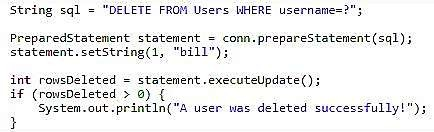 String sql = "DELETE FROM Users WHERE username=?";
PreparedStatement statement = conn.prepareStatement(sql);
statement.setString(1, "bill");
int rowsDeleted = statement.executeUpdate();
if (rowsDeleted > 0) {
    System.out.println("A user was deleted successfully!");
}